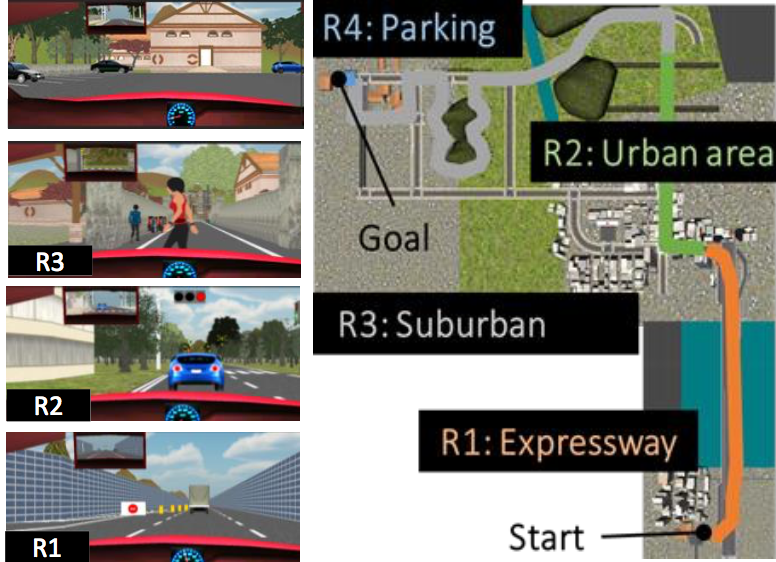 R3
R2
R1
R4: Parking
R2: Urban area
Goal
R3: Suburban
R1: Expressway
Start